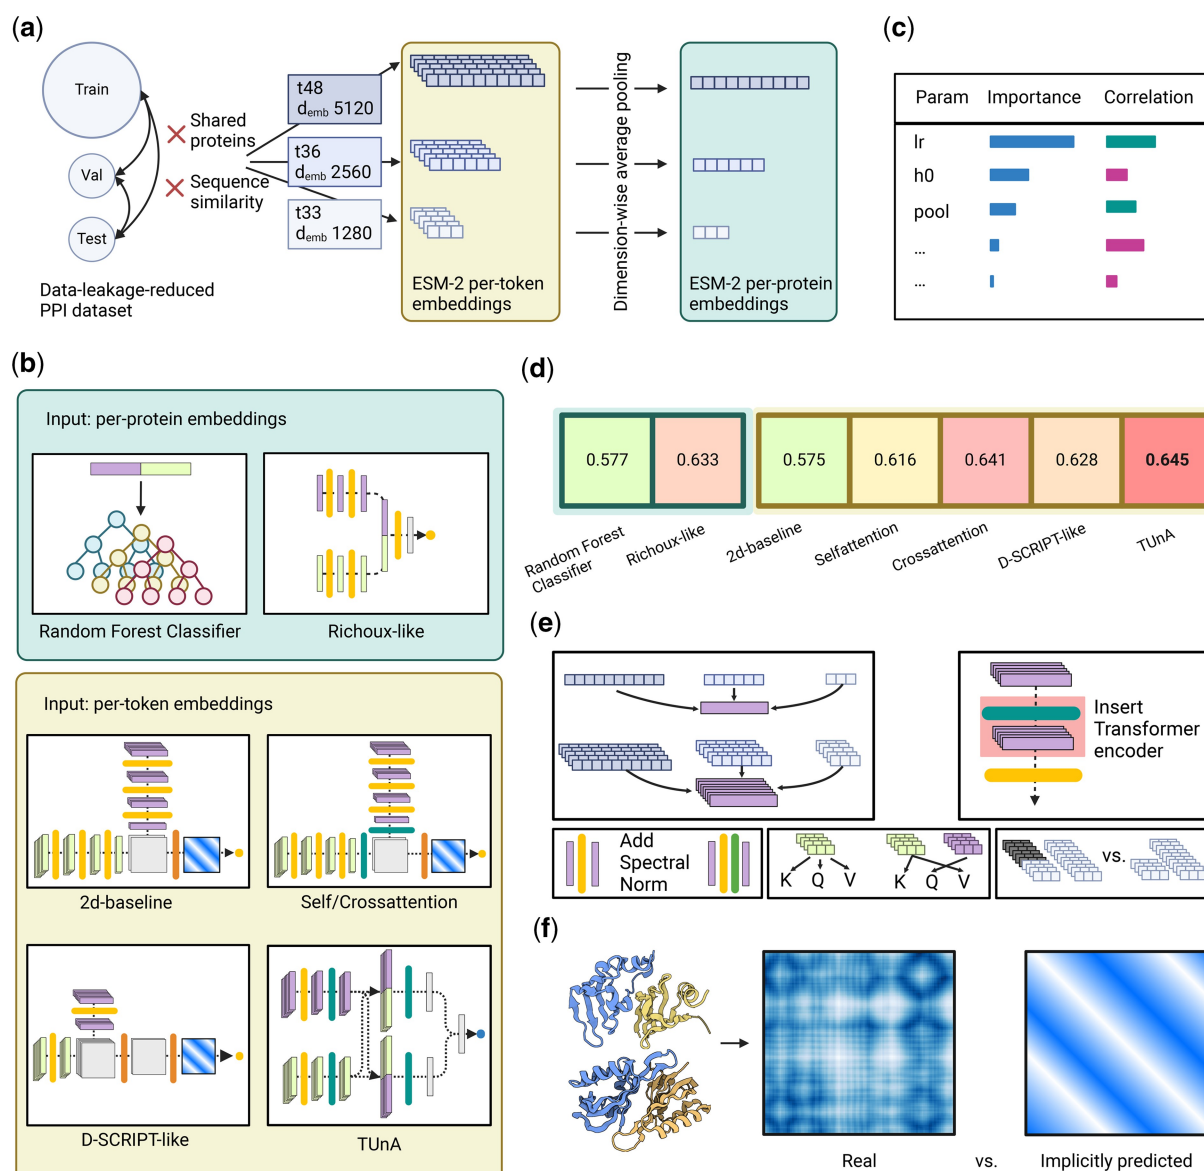 (a)
Train
Val
Test
Shared
proteins
Sequence
similarity
Data-leakage-reduced
PPI dataset
t48
demb 5120
t36
demb 2560
t33
demb 1280
ESM-2 per-token
embeddings
Dimension-wise average pooling
ESM-2 per-protein
embeddings
(c)
Param Importance Correlation
lr
h0
pool
...
...
(b)
Input: per-protein embeddings
Random Forest Classifier
Richoux-like
Input: per-token embeddings
2d-baseline
Self/Crossattention
D-SCRIPT-like
TUnA
(d)
0.577 0.633 0.575 0.616 0.641 0.628 0.645
Random Forest
Classifier
Richoux-like
2d-baseline
Selfattention
Crossattention
D-SCRIPT-like
TUnA
(e)
Insert
Transformer
encoder
Add
Spectral
Norm
K Q V
K Q V
vs.
(f)
Real vs. Implicitly predicted